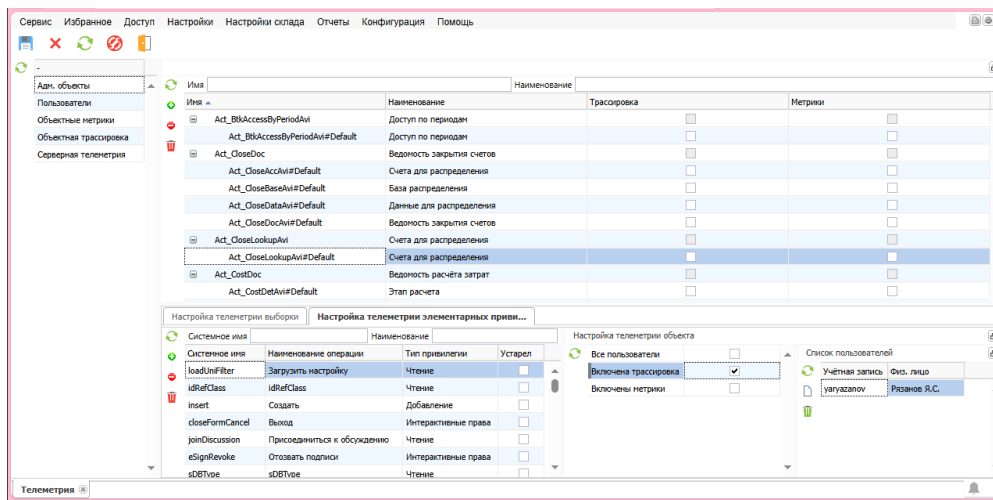 Сервис Избранное Доступ Настройки Настройки склада Отчеты Конфигурация Помощь
-
Адм. объекты
Пользователи
Объектные метрики
Объектная трассировка
Серверная телеметрия
Имя Наименование
Имя Наименование Трассировка Метрики
Act_BtkAccessByPeriodAvi Доступ по периодам
Act_BtkAccessByPeriodAvi#Default Доступ по периодам
Act_CloseDoc Ведомость закрытия счетов
Act_CloseAccAvi#Default Счета для распределения
Act_CloseBaseAvi#Default База распределения
Act_CloseDataAvi#Default Данные для распределения
Act_CloseDocAvi#Default Ведомость закрытия счетов
Act_CloseLookupAvi Счета для распределения
Act_CloseLookupAvi#Default Счета для распределения
Act_CostDoc Ведомость расчёта затрат
Act_CostDetAvi#Default Этап расчета
Настройка телеметрии выборки Настройка телеметрии элементарных приви...
Системное имя Наименование
Системное имя Наименование операции Тип привилегии Устарел
loadUniFilter Загрузить настройку Чтение
idRefClass idRefClass Чтение
insert Создать Добавление
closeFormCancel Выход Интерактивные права
joinDiscussion Присоединиться к обсуждению Чтение
eSignRevoke Отозвать подписи Интерактивные права
sDBType sDBType Чтение
Настройка телеметрии объекта
Все пользователи
Включена трассировка
Включены метрики
Список пользователей
Учётная запись Физ. лицо
yaryazanov Рязанов Я.С.
Телеметрия